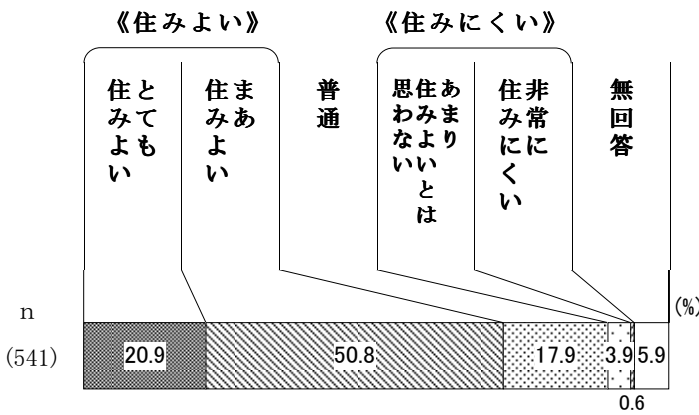 《住みよい》
《住みにくい》
とても
住みよい
まあ
住みよい
普通
あまり
住みよいとは
思わない
非常に
住みにくい
無回答
(%)
n
(541)
20.9
50.8
17.9
3.9
5.9
0.6